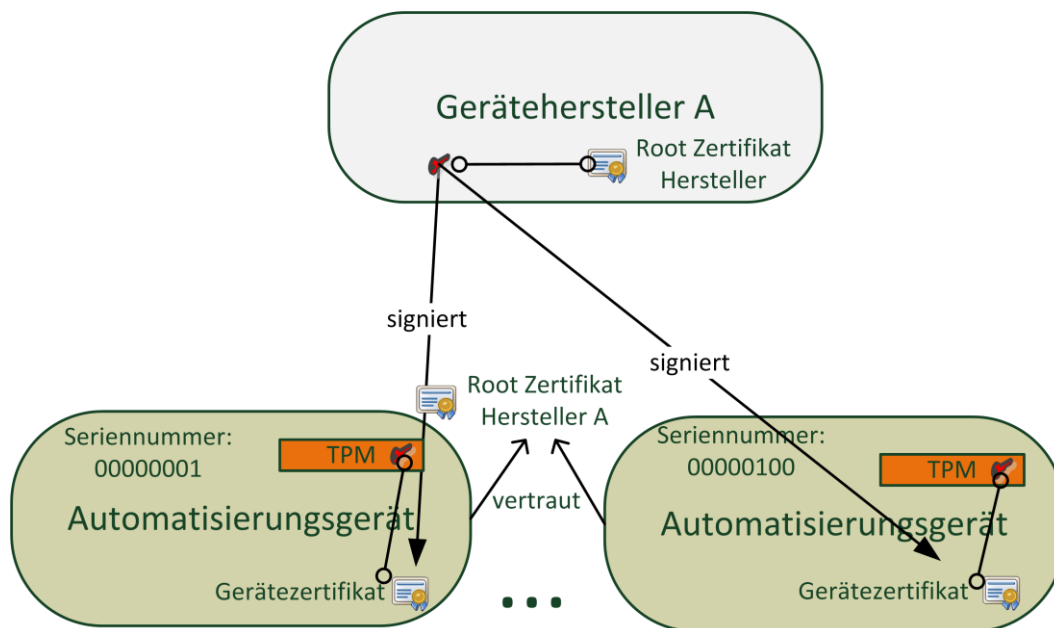 Gerätehersteller A
Root Zertifikat
Hersteller
signiert
signiert
Root Zertifikat
Hersteller A
Seriennummer:
00000001
TPM
Automatisierungsgerät
Gerätezertifikat
vertraut
...
Seriennummer:
00000100
TPM
Automatisierungsgerät
Gerätezertifikat